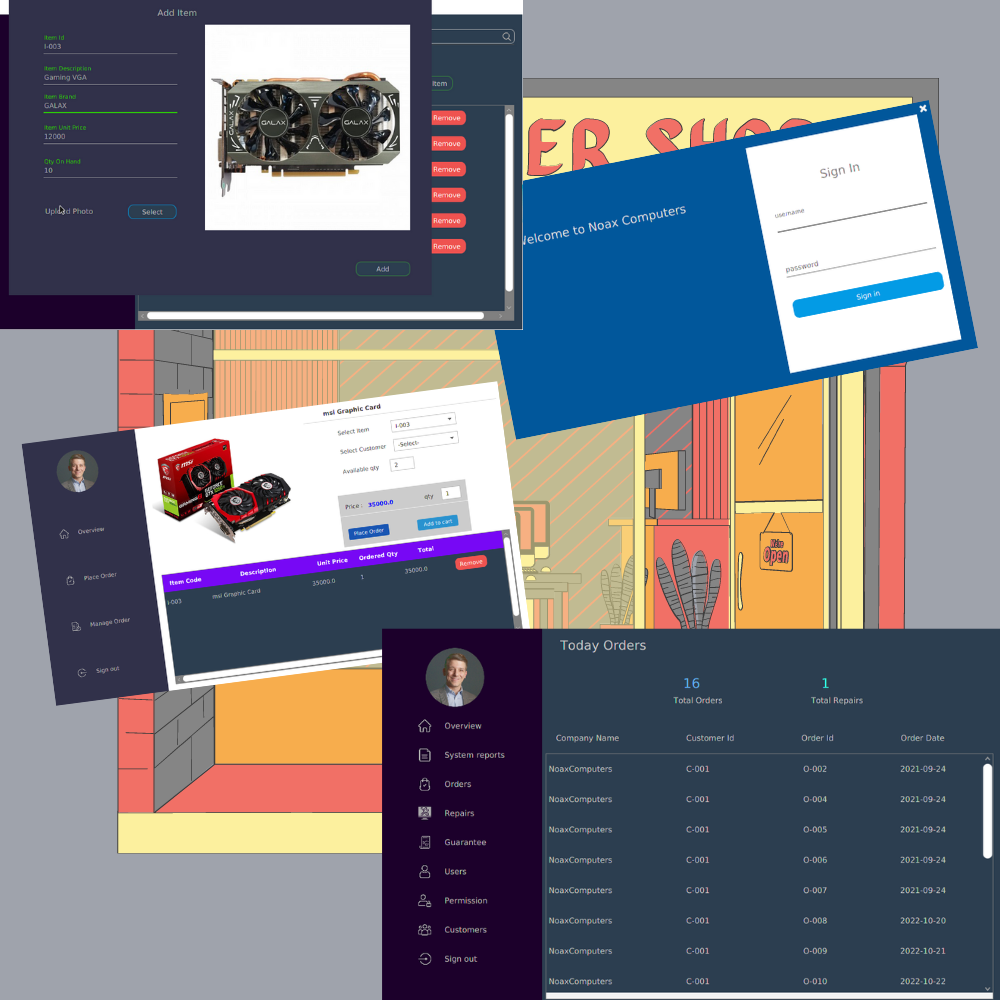 Add Item
Item Id
I-003
Item Description
Gaming VGA
Item Brand
GALAX
Item Unit Price
12000
Qty On Hand
10
Upload Photo
Select
Add
GALAX
GALAX
Item
Remove
Remove
Remove
Remove
Remove
Remove
ER SHOP
Welcome to Noax Computers
Sign In
username
password
Sign in
msi Graphic Card
Select Item
I-003
Select Customer
-Select-
Available qty
2
Price :
35000.0
qty
1
Place Order
Add to cart
Overview
Place Order
Manage Order
Sign out
msi
Item Code
Description
Unit Price
Ordered Qty
Total
I-003
msi Graphic Card
35000.0
1
35000.0
Remove
We're
Open
Today Orders
16
Total Orders
1
Total Repairs
Overview
System reports
Orders
Repairs
Guarantee
Users
Permission
Customers
Sign out
Company Name Customer Id Order Id Order Date
NoaxComputers C-001 O-002 2021-09-24
NoaxComputers C-001 O-004 2021-09-24
NoaxComputers C-001 O-005 2021-09-24
NoaxComputers C-001 O-006 2021-09-24
NoaxComputers C-001 O-007 2021-09-24
NoaxComputers C-001 O-008 2022-10-20
NoaxComputers C-001 O-009 2022-10-21
NoaxComputers C-001 O-010 2022-10-22